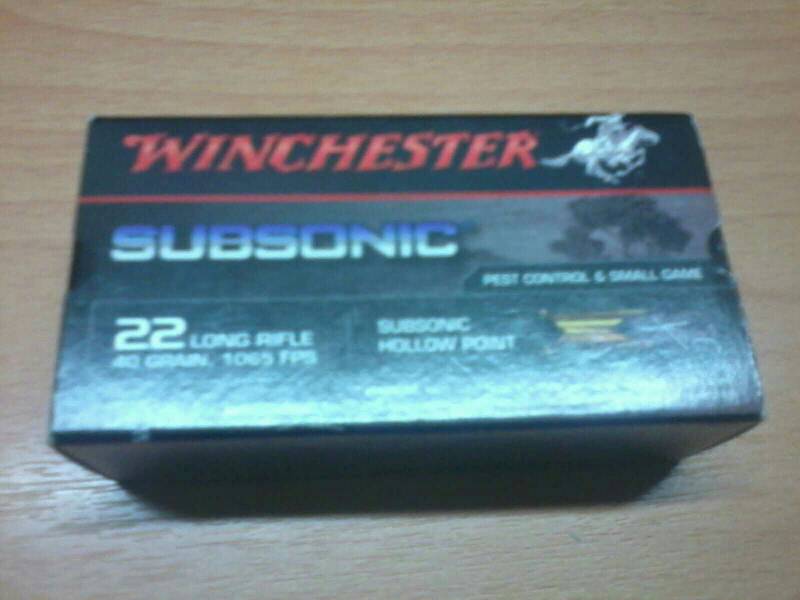 WINCHESTER
SUBSONIC
PEST CONTROL & SMALL GAME
22 LONG RIFLE
40 GRAIN, 1065 FPS
SUBSONIC
HOLLOW POINT